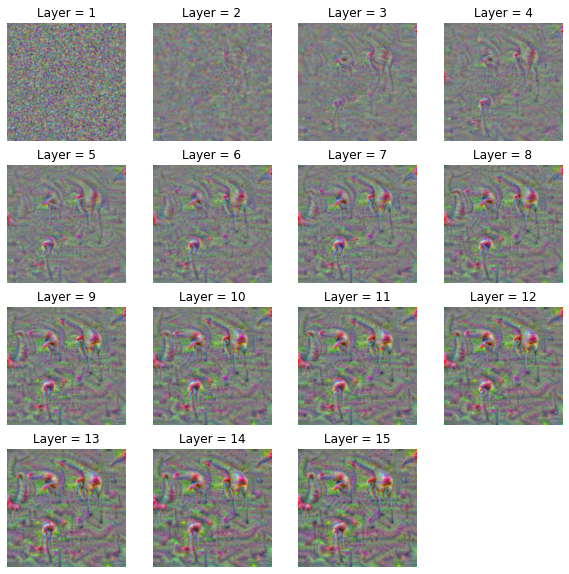 Layer = 1 Layer = 2 Layer = 3 Layer = 4
Layer = 5 Layer = 6 Layer = 7 Layer = 8
Layer = 9 Layer = 10 Layer = 11 Layer = 12
Layer = 13 Layer = 14 Layer = 15